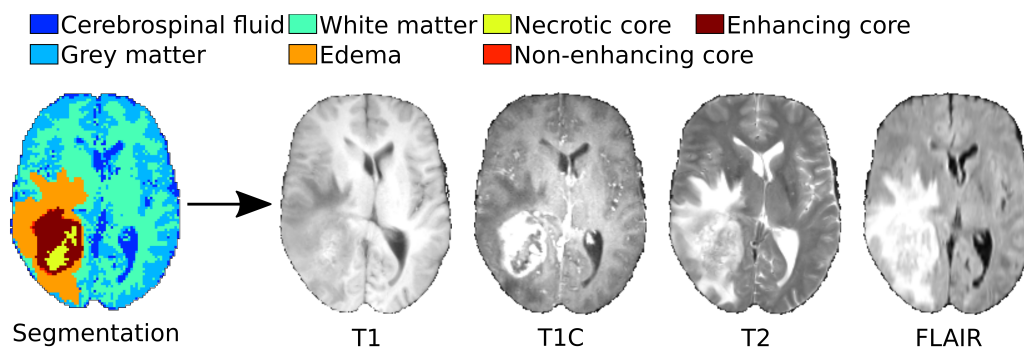 Cerebrospinal fluid White matter Necrotic core Enhancing core
Grey matter Edema Non-enhancing core
Segmentation T1 T1C T2 FLAIR